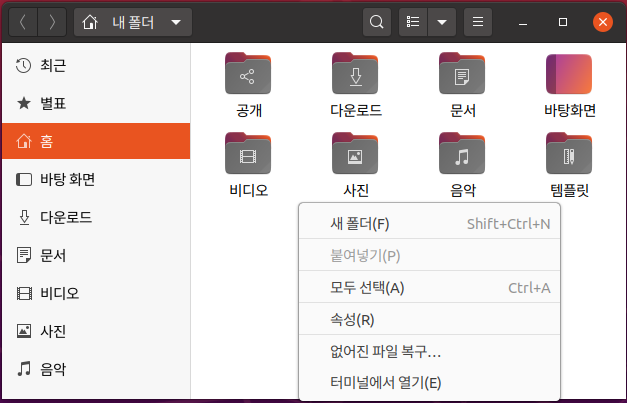 내 폴더
최근
별표
홈
바탕 화면
다운로드
문서
비디오
사진
음악
공개
다운로드
문서
바탕화면
비디오
사진
음악
템플릿
새 폴더(F) Shift+Ctrl+N
붙여넣기(P)
모두 선택(A) Ctrl+A
속성(R)
없어진 파일 복구…
터미널에서 열기(E)